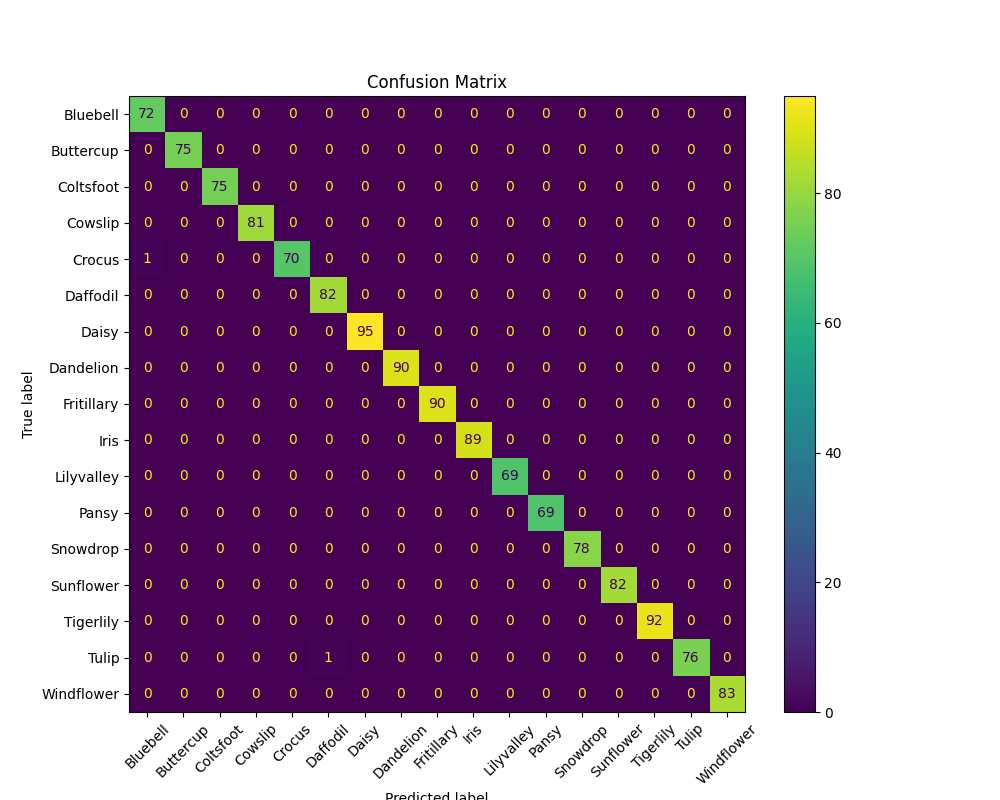 Confusion Matrix
Bluebell 72 0 0 0 0 0 0 0 0 0 0 0 0 0 0 0 0
Buttercup 0 75 0 0 0 0 0 0 0 0 0 0 0 0 0 0 0
Coltsfoot 0 0 75 0 0 0 0 0 0 0 0 0 0 0 0 0 0
Cowslip 0 0 0 81 0 0 0 0 0 0 0 0 0 0 0 0 0
Crocus 1 0 0 0 70 0 0 0 0 0 0 0 0 0 0 0 0
Daffodil 0 0 0 0 0 82 0 0 0 0 0 0 0 0 0 0 0
Daisy 0 0 0 0 0 0 95 0 0 0 0 0 0 0 0 0 0
Dandelion 0 0 0 0 0 0 0 90 0 0 0 0 0 0 0 0 0
Fritillary 0 0 0 0 0 0 0 0 90 0 0 0 0 0 0 0 0
Iris 0 0 0 0 0 0 0 0 0 89 0 0 0 0 0 0 0
Lilyvalley 0 0 0 0 0 0 0 0 0 0 69 0 0 0 0 0 0
Pansy 0 0 0 0 0 0 0 0 0 0 0 69 0 0 0 0 0
Snowdrop 0 0 0 0 0 0 0 0 0 0 0 0 78 0 0 0 0
Sunflower 0 0 0 0 0 0 0 0 0 0 0 0 0 82 0 0 0
Tigerlily 0 0 0 0 0 0 0 0 0 0 0 0 0 0 92 0 0
Tulip 0 0 0 0 0 1 0 0 0 0 0 0 0 0 0 76 0
Windflower 0 0 0 0 0 0 0 0 0 0 0 0 0 0 0 0 83
True label
Bluebell Buttercup Coltsfoot Cowslip Crocus Daffodil Daisy Dandelion Fritillary Iris Lilyvalley Pansy Snowdrop Sunflower Tigerlily Tulip Windflower
Predicted label
80
60
40
20
0